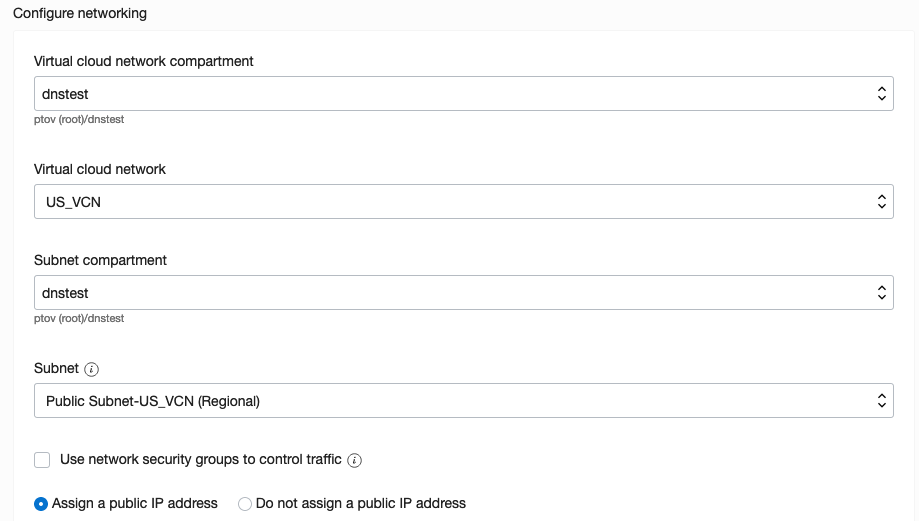 Configure networking
Virtual cloud network compartment
dnstest
ptov (root)/dnstest
Virtual cloud network
US_VCN
Subnet compartment
dnstest
ptov (root)/dnstest
Subnet
Public Subnet-US_VCN (Regional)
Use network security groups to control traffic
Assign a public IP address Do not assign a public IP address